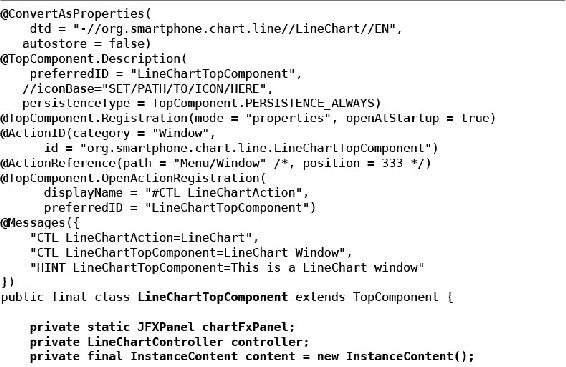 @ConvertAsProperties(
dtd = "-//org.smartphone.chart.line//LineChart//EN",
autostore = false)
@TopComponent.Description(
preferredID = "LineChartTopComponent",
//iconBase="SET/PATH/TO/ICON/HERE",
persistenceType = TopComponent.PERSISTENCE_ALWAYS)
@TopComponent.Registration(mode = "properties", openAtStartup = true)
@ActionID(category = "Window",
id = "org.smartphone.chart.line.LineChartTopComponent")
@ActionReference(path = "Menu/Window" /*, position = 333 */)
@TopComponent.OpenActionRegistration(
displayName = "#CTL_LineChartAction",
preferredID = "LineChartTopComponent")
@Messages({
"CTL_LineChartAction=LineChart",
"CTL_LineChartTopComponent=LineChart Window",
"HINT_LineChartTopComponent=This is a LineChart window"
})
public final class LineChartTopComponent extends TopComponent {
private static JFXPanel chartFxPanel;
private LineChartController controller;
private final InstanceContent content = new InstanceContent();